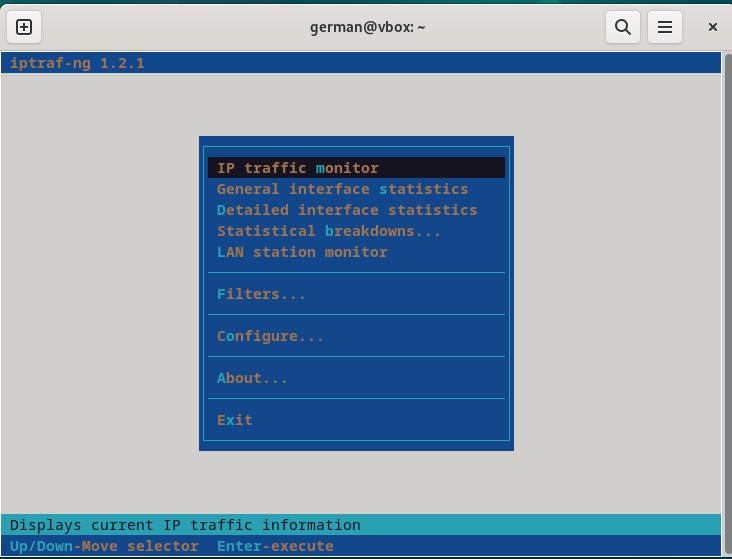 german@vbox: ~
iptraf-ng 1.2.1
IP traffic monitor
General interface statistics
Detailed interface statistics
Statistical breakdowns...
LAN station monitor
Filters...
Configure...
About...
Exit
Displays current IP traffic information
Up/Down-Move selector  Enter-execute